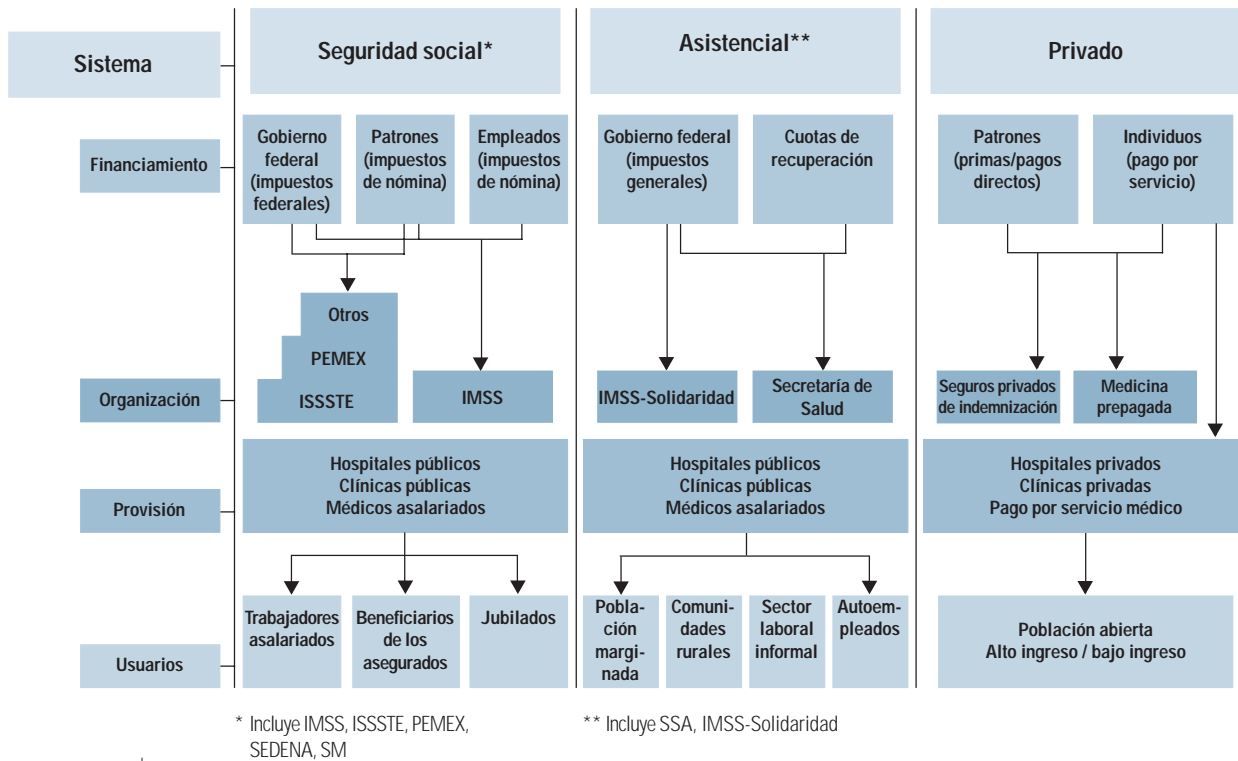 Sistema
Seguridad social*
Asistencial**
Privado
Financiamiento
Gobierno
federal
(impuestos
federales)
Patrones
(impuestos
de nómina)
Empleados
(impuestos
de nómina)
Gobierno federal
(impuestos
generales)
Cuotas de
recuperación
Patrones
(primas/pagos
directos)
Individuos
(pago por
servicio)
Organización
Otros
PEMEX
ISSSTE
IMSS
IMSS-Solidaridad
Secretaría de
Salud
Seguros privados
de indemnización
Medicina
prepagada
Provisión
Hospitales públicos
Clínicas públicas
Médicos asalariados
Hospitales públicos
Clínicas públicas
Médicos asalariados
Hospitales privados
Clínicas privadas
Pago por servicio médico
Usuarios
Trabajadores
asalariados
Beneficiarios
de los
asegurados
Jubilados
Pobla-
ción
margi-
nada
Comuni-
dades
rurales
Sector
laboral
informal
Autoem-
pleados
Población abierta
Alto ingreso / bajo ingreso
* Incluye IMSS, ISSSTE, PEMEX,
SEDENA, SM
** Incluye SSA, IMSS-Solidaridad